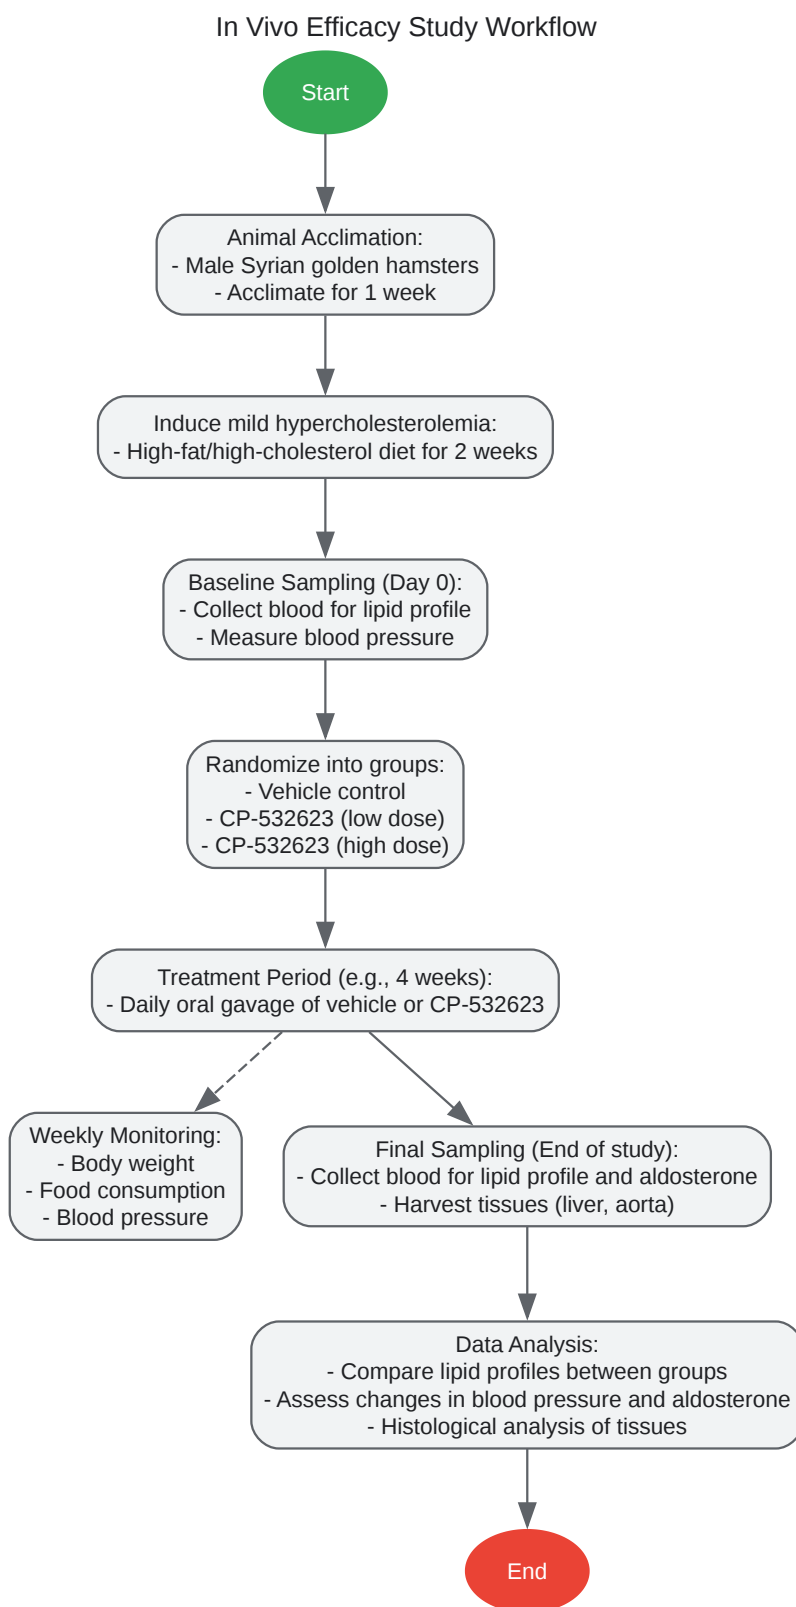 In Vivo Efficacy Study Workflow
Start
Animal Acclimation:
- Male Syrian golden hamsters
- Acclimate for 1 week
Induce mild hypercholesterolemia:
- High-fat/high-cholesterol diet for 2 weeks
Baseline Sampling (Day 0):
- Collect blood for lipid profile
- Measure blood pressure
Randomize into groups:
- Vehicle control
- CP-532623 (low dose)
- CP-532623 (high dose)
Treatment Period (e.g., 4 weeks):
- Daily oral gavage of vehicle or CP-532623
Weekly Monitoring:
- Body weight
- Food consumption
- Blood pressure
Final Sampling (End of study):
- Collect blood for lipid profile and aldosterone
- Harvest tissues (liver, aorta)
Data Analysis:
- Compare lipid profiles between groups
- Assess changes in blood pressure and aldosterone
- Histological analysis of tissues
End